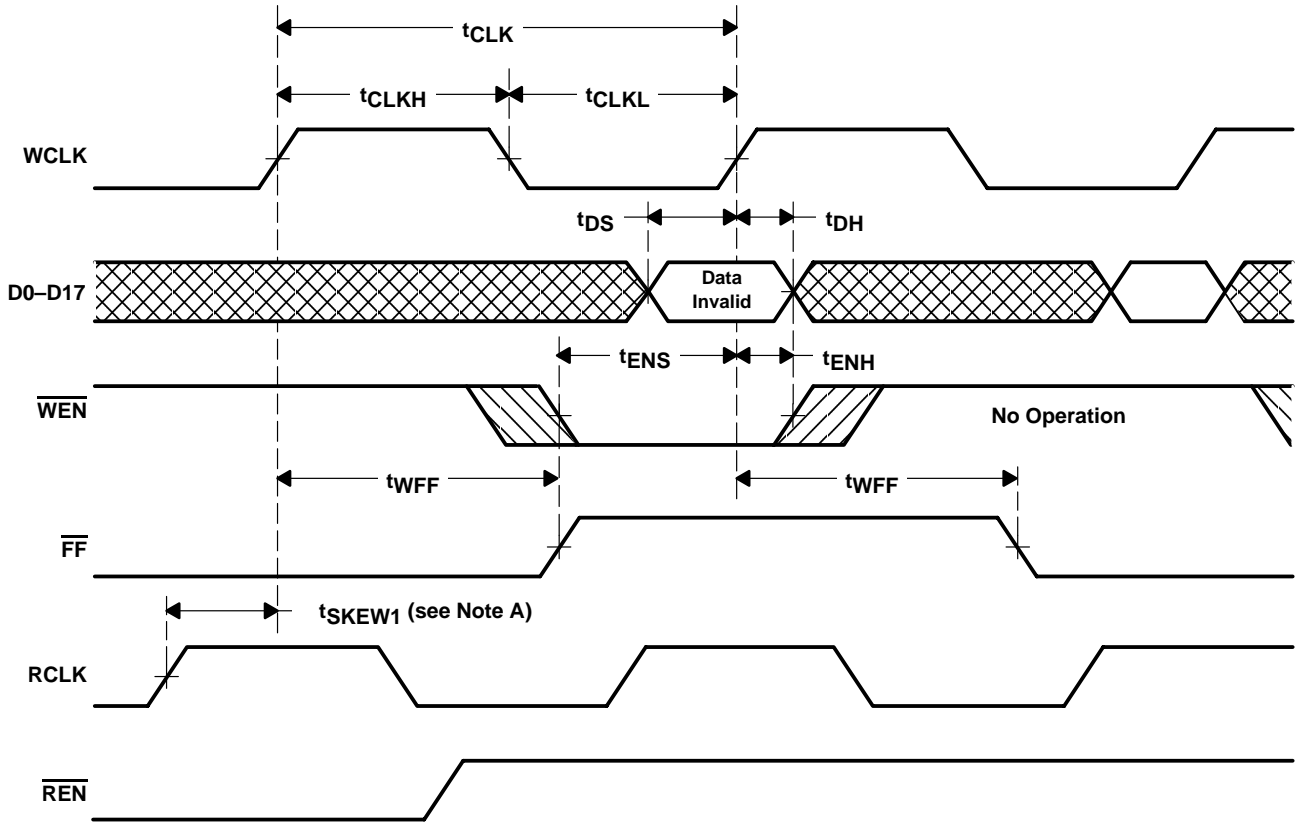 tCLK
tCLKH
tCLKL
WCLK
tDS
tDH
D0–D17
Data
Invalid
tENS
tENH
WEN
No Operation
tWFF
tWFF
FF
tSKEW1 (see Note A)
RCLK
REN